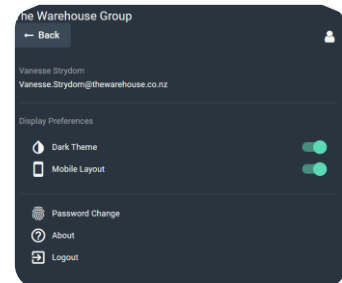 he Warehouse Group
← Back
Vanesse Strydom
Vanesse.Strydom@thewarehouse.co.nz
Display Preferences
Dark Theme
Mobile Layout
Password Change
About
Logout